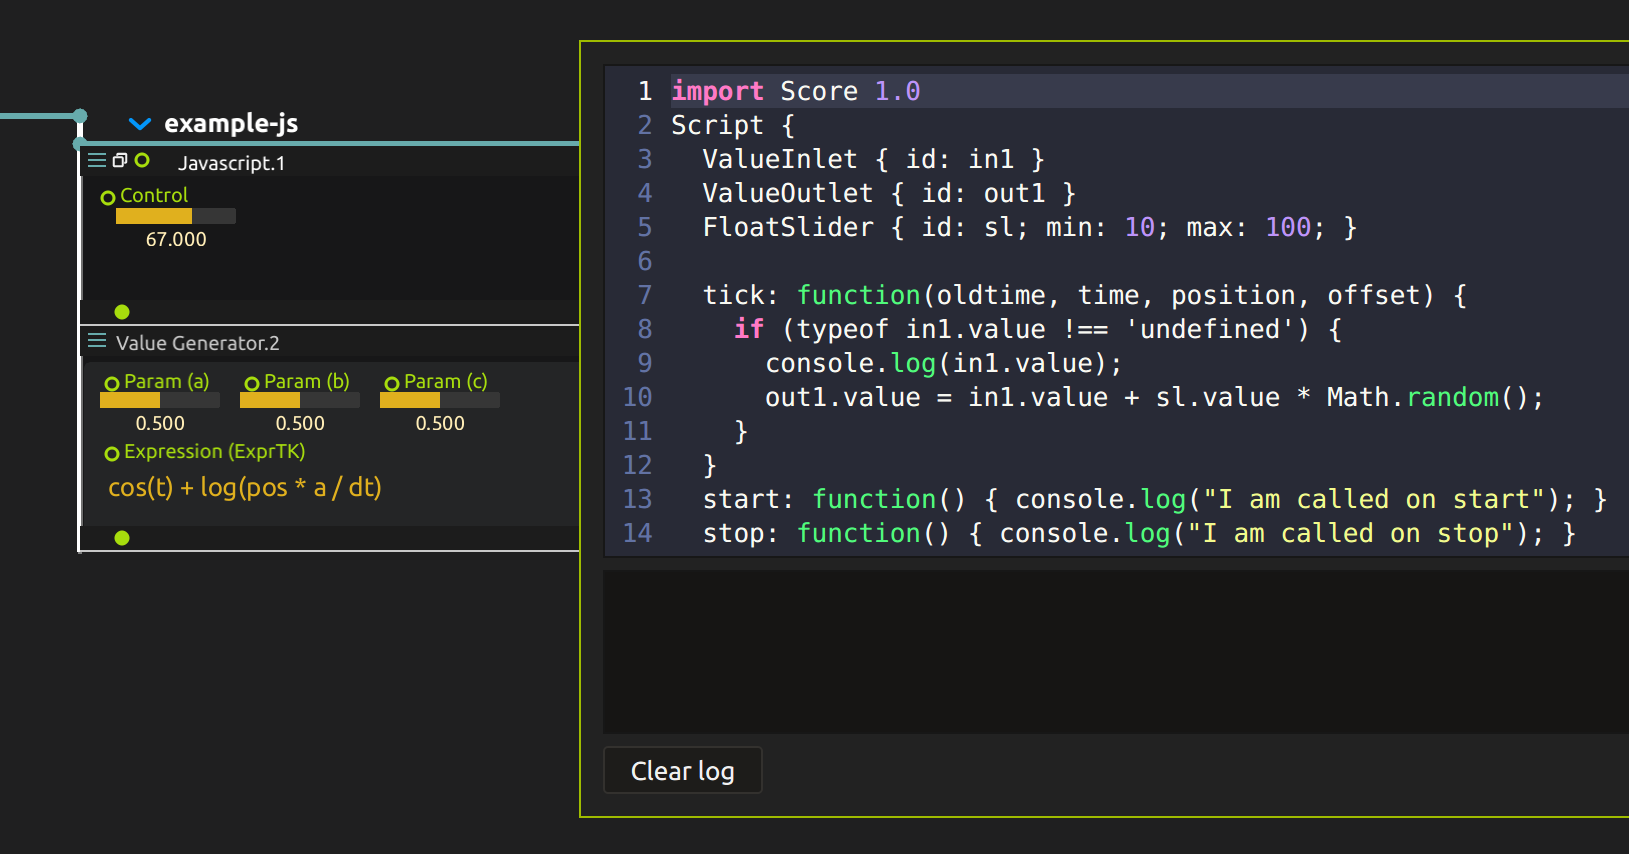 example-js
Javascript.1
Control
67.000
Value Generator.2
Param (a) Param (b) Param (c)
0.500 0.500 0.500
Expression (ExprTK)
cos(t) + log(pos * a / dt)
1 import Score 1.0
2 Script {
3   ValueInlet { id: in1 }
4   ValueOutlet { id: out1 }
5   FloatSlider { id: sl; min: 10; max: 100; }
6
7   tick: function(oldtime, time, position, offset) {
8     if (typeof in1.value !== 'undefined') {
9       console.log(in1.value);
10       out1.value = in1.value + sl.value * Math.random();
11     }
12   }
13   start: function() { console.log("I am called on start"); }
14   stop: function() { console.log("I am called on stop"); }
Clear log